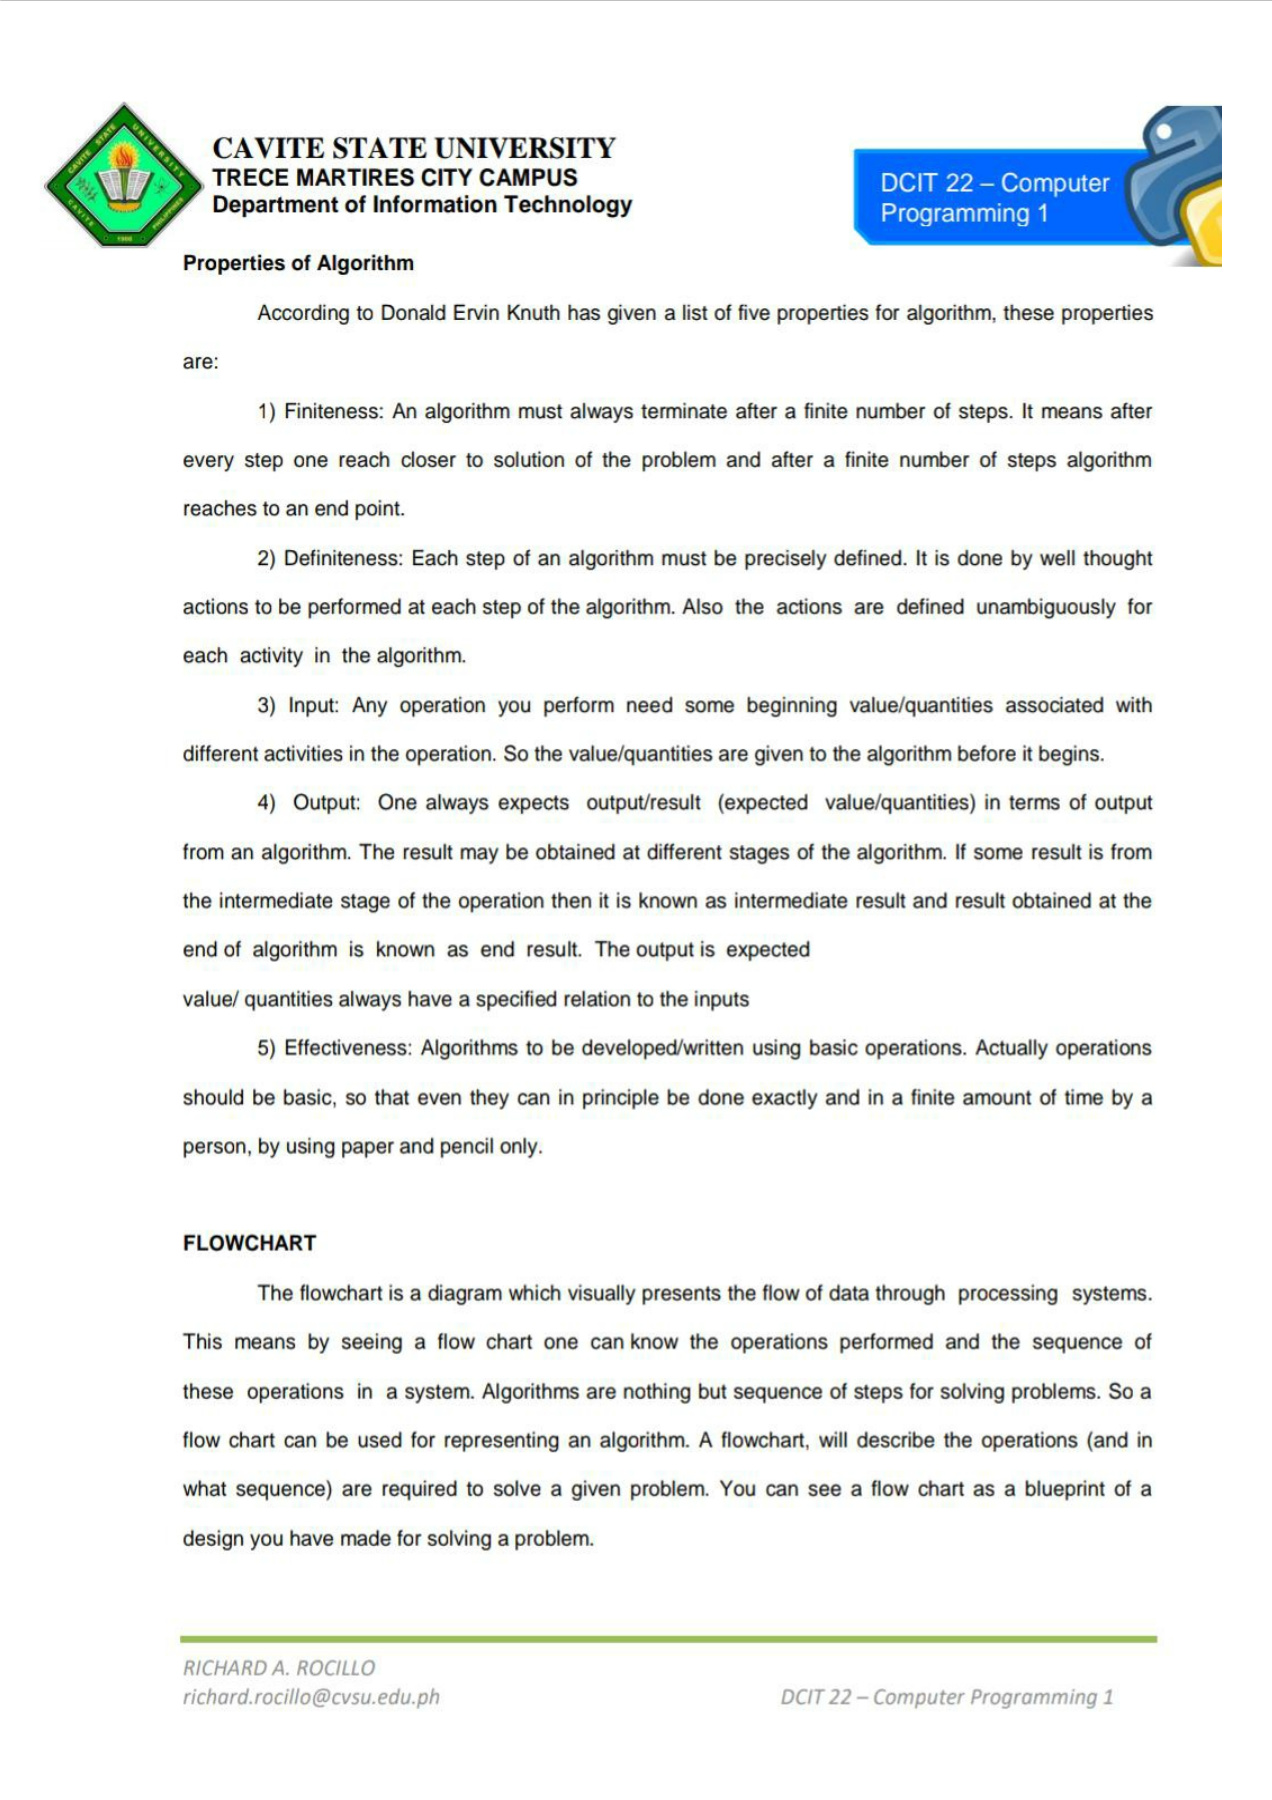 CAVITE STATE UNIVERSITY
TRECE MARTIRES CITY CAMPUS
Department of Information Technology
DCIT 22 – Computer
Programming 1
CAVITE STATE UNIVERSITY
CAVITE
PHILIPPINES
1906
Properties of Algorithm
According to Donald Ervin Knuth has given a list of five properties for algorithm, these properties
are:
1) Finiteness: An algorithm must always terminate after a finite number of steps. It means after
every step one reach closer to solution of the problem and after a finite number of steps algorithm
reaches to an end point.
2) Definiteness: Each step of an algorithm must be precisely defined. It is done by well thought
actions to be performed at each step of the algorithm. Also the actions are defined unambiguously for
each activity in the algorithm.
3) Input: Any operation you perform need some beginning value/quantities associated with
different activities in the operation. So the value/quantities are given to the algorithm before it begins.
4) Output: One always expects output/result (expected value/quantities) in terms of output
from an algorithm. The result may be obtained at different stages of the algorithm. If some result is from
the intermediate stage of the operation then it is known as intermediate result and result obtained at the
end of algorithm is known as end result. The output is expected
value/ quantities always have a specified relation to the inputs
5) Effectiveness: Algorithms to be developed/written using basic operations. Actually operations
should be basic, so that even they can in principle be done exactly and in a finite amount of time by a
person, by using paper and pencil only.
FLOWCHART
The flowchart is a diagram which visually presents the flow of data through processing systems.
This means by seeing a flow chart one can know the operations performed and the sequence of
these operations in a system. Algorithms are nothing but sequence of steps for solving problems. So a
flow chart can be used for representing an algorithm. A flowchart, will describe the operations (and in
what sequence) are required to solve a given problem. You can see a flow chart as a blueprint of a
design you have made for solving a problem.
RICHARD A. ROCILLO
richard.rocillo@cvsu.edu.ph
DCIT 22 – Computer Programming 1